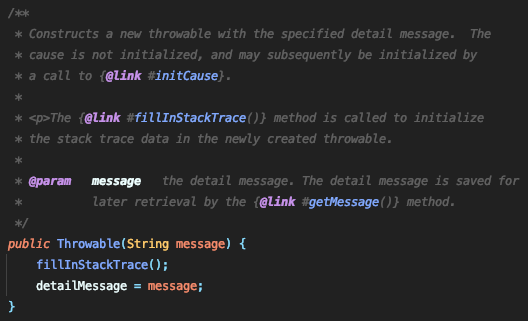 /**
 * Constructs a new throwable with the specified detail message.  The
 * cause is not initialized, and may subsequently be initialized by
 * a call to {@link #initCause}.
 *
 * <p>The {@link #fillInStackTrace()} method is called to initialize
 * the stack trace data in the newly created throwable.
 *
 * @param   message   the detail message. The detail message is saved for
 *          later retrieval by the {@link #getMessage()} method.
 */
public Throwable(String message) {
    fillInStackTrace();
    detailMessage = message;
}